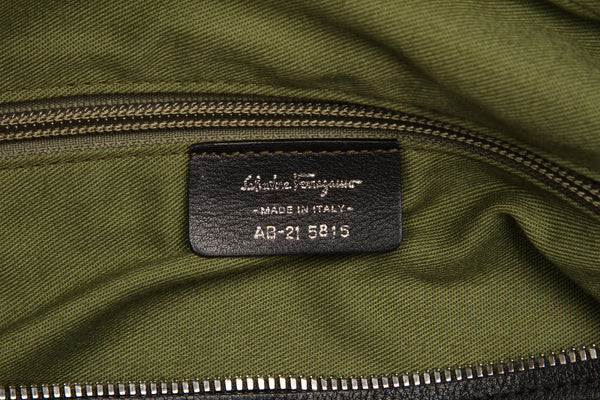 Salvatore Ferragamo
-MADE IN ITALY-
AB-21 5815